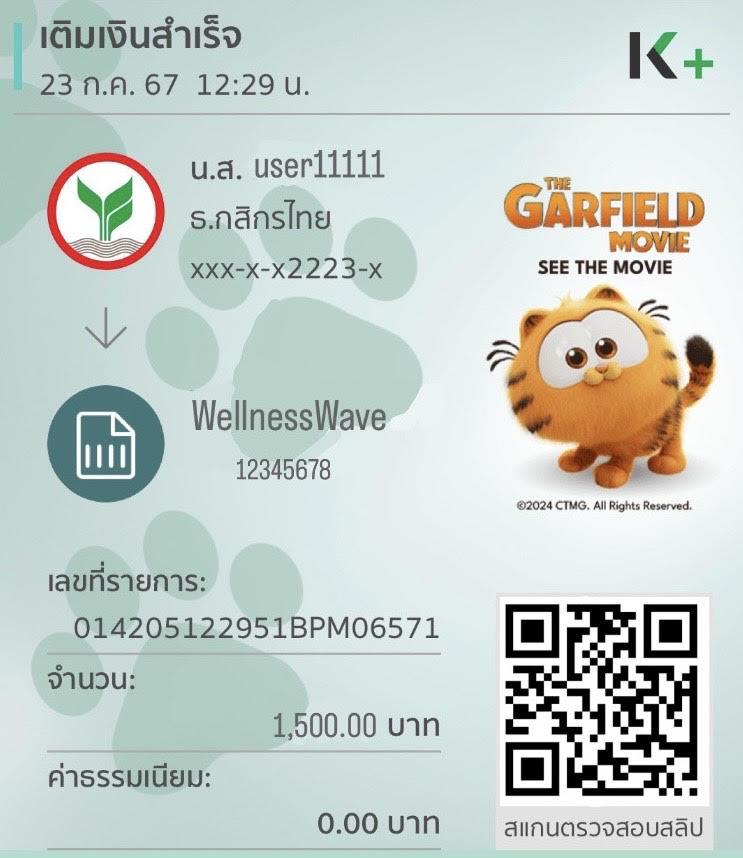 เติมเงินสำเร็จ
23 ก.ค. 67 12:29 น.
K+
น.ส. user11111
ธ.กสิกรไทย
xxx-x-x2223-x
THE
GARFIELD
MOVIE
SEE THE MOVIE
WellnessWave
12345678
©2024 CTMG. All Rights Reserved.
เลขที่รายการ:
014205122951BPM06571
จำนวน:
1,500.00 บาท
ค่าธรรมเนียม:
0.00 บาท
สแกนตรวจสอบสลิป